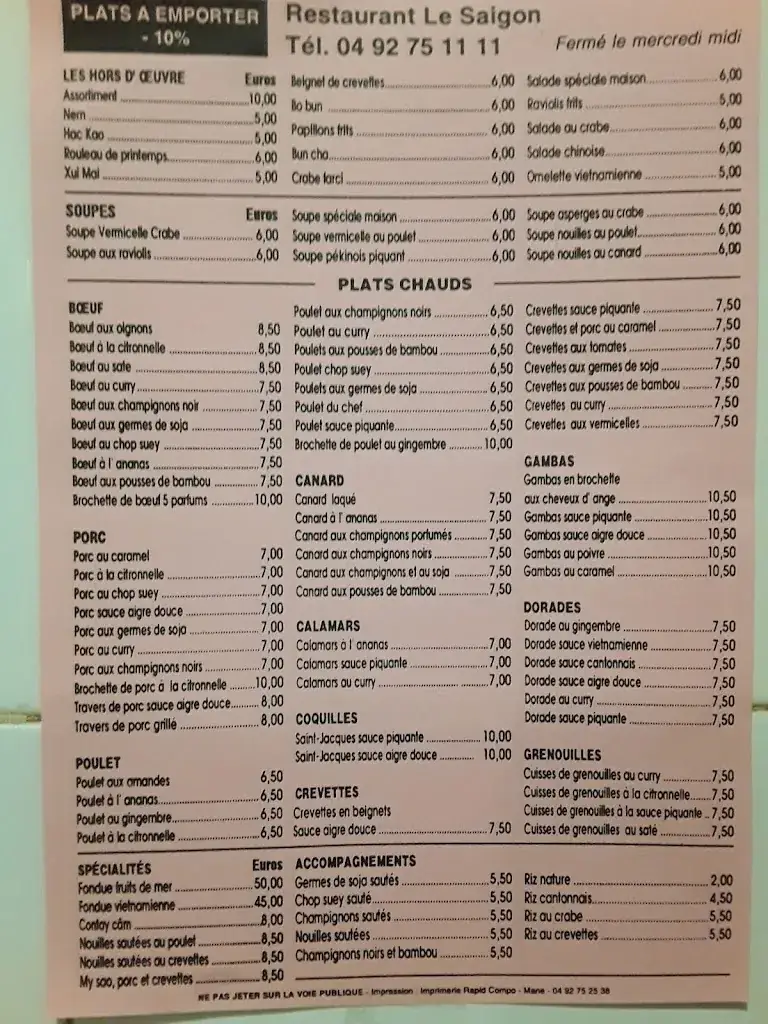 PLATS A EMPORTER
- 10%
Restaurant Le Saigon
Tél. 04 92 75 11 11
Fermé le mercredi midi
LES HORS D' ŒUVRE Euros
Assortiment 10,00
Nem 5,00
Hac Kao 5,00
Rouleau de printemps 6,00
Xui Mai 5,00
Beignet de crevettes 6,00
Bo bun 6,00
Papillons frits 6,00
Bun cha 6,00
Crabe farci 6,00
Salade spéciale maison 6,00
Raviolis frits 5,00
Salade au crabe 6,00
Salade chinoise 6,00
Omelette vietnamienne 5,00
SOUPES Euros
Soupe Vermicelle Crabe 6,00
Soupe aux raviolis 6,00
Soupe spéciale maison 6,00
Soupe vermicelle au poulet 6,00
Soupe pékinois piquant 6,00
Soupe asperges au crabe 6,00
Soupe nouilles au poulet 6,00
Soupe nouilles au canard 6,00
PLATS CHAUDS
BŒUF
Bœuf aux oignons 8,50
Bœuf à la citronnelle 8,50
Bœuf au sate 8,50
Bœuf au curry 7,50
Bœuf aux champignons noir 7,50
Bœuf aux germes de soja 7,50
Bœuf au chop suey 7,50
Bœuf à l' ananas 7,50
Bœuf aux pousses de bambou 7,50
Brochette de bœuf 5 parfums 10,00
PORC
Porc au caramel 7,00
Porc à la citronnelle 7,00
Porc au chop suey 7,00
Porc sauce aigre douce 7,00
Porc aux germes de soja 7,00
Porc au curry 7,00
Porc aux champignons noirs 7,00
Brochette de porc à la citronnelle 10,00
Travers de porc sauce aigre douce 8,00
Travers de porc grillé 8,00
POULET
Poulet aux amandes 6,50
Poulet à l' ananas 6,50
Poulet au gingembre 6,50
Poulet à la citronnelle 6,50
Poulet aux champignons noirs 6,50
Poulet au curry 6,50
Poulets aux pousses de bambou 6,50
Poulet chop suey 6,50
Poulets aux germes de soja 6,50
Poulet du chef 6,50
Poulet sauce piquante 6,50
Brochette de poulet au gingembre 10,00
CANARD
Canard laqué 7,50
Canard à l' ananas 7,50
Canard aux champignons parfumés 7,50
Canard aux champignons noirs 7,50
Canard aux champignons et au soja 7,50
Canard aux pousses de bambou 7,50
CALAMARS
Calamars à l' ananas 7,00
Calamars sauce piquante 7,00
Calamars au curry 7,00
COQUILLES
Saint-Jacques sauce piquante 10,00
Saint-Jacques sauce aigre douce 10,00
CREVETTES
Crevettes en beignets
Sauce aigre douce 7,50
Crevettes sauce piquante 7,50
Crevettes et porc au caramel 7,50
Crevettes aux tomates 7,50
Crevettes aux germes de soja 7,50
Crevettes aux pousses de bambou 7,50
Crevettes au curry 7,50
Crevettes aux vermicelles 7,50
GAMBAS
Gambas en brochette
aux cheveux d' ange 10,50
Gambas sauce piquante 10,50
Gambas sauce aigre douce 10,50
Gambas au poivre 10,50
Gambas au caramel 10,50
DORADES
Dorade au gingembre 7,50
Dorade sauce vietnamienne 7,50
Dorade sauce cantonnais 7,50
Dorade sauce aigre douce 7,50
Dorade au curry 7,50
Dorade sauce piquante 7,50
GRENOUILLES
Cuisses de grenouilles au curry 7,50
Cuisses de grenouilles à la citronnelle 7,50
Cuisses de grenouilles à la sauce piquante 7,50
Cuisses de grenouilles au saté 7,50
SPÉCIALITÉS Euros
Fondue fruits de mer 50,00
Fondue vietnamienne 45,00
Contay câm 8,00
Nouilles sautées au poulet 8,50
Nouilles sautées au crevettes 8,50
My sao, porc et crevettes 8,50
ACCOMPAGNEMENTS
Germes de soja sautés 5,50
Chop suey sauté 5,50
Champignons sautés 5,50
Nouilles sautées 5,50
Champignons noirs et bambou 5,50
Riz nature 2,00
Riz cantonnais 4,50
Riz au crabe 5,50
Riz au crevettes 5,50
NE PAS JETER SUR LA VOIE PUBLIQUE - Impression : Imprimerie Rapid Compo - Mane - 04 92 75 25 38